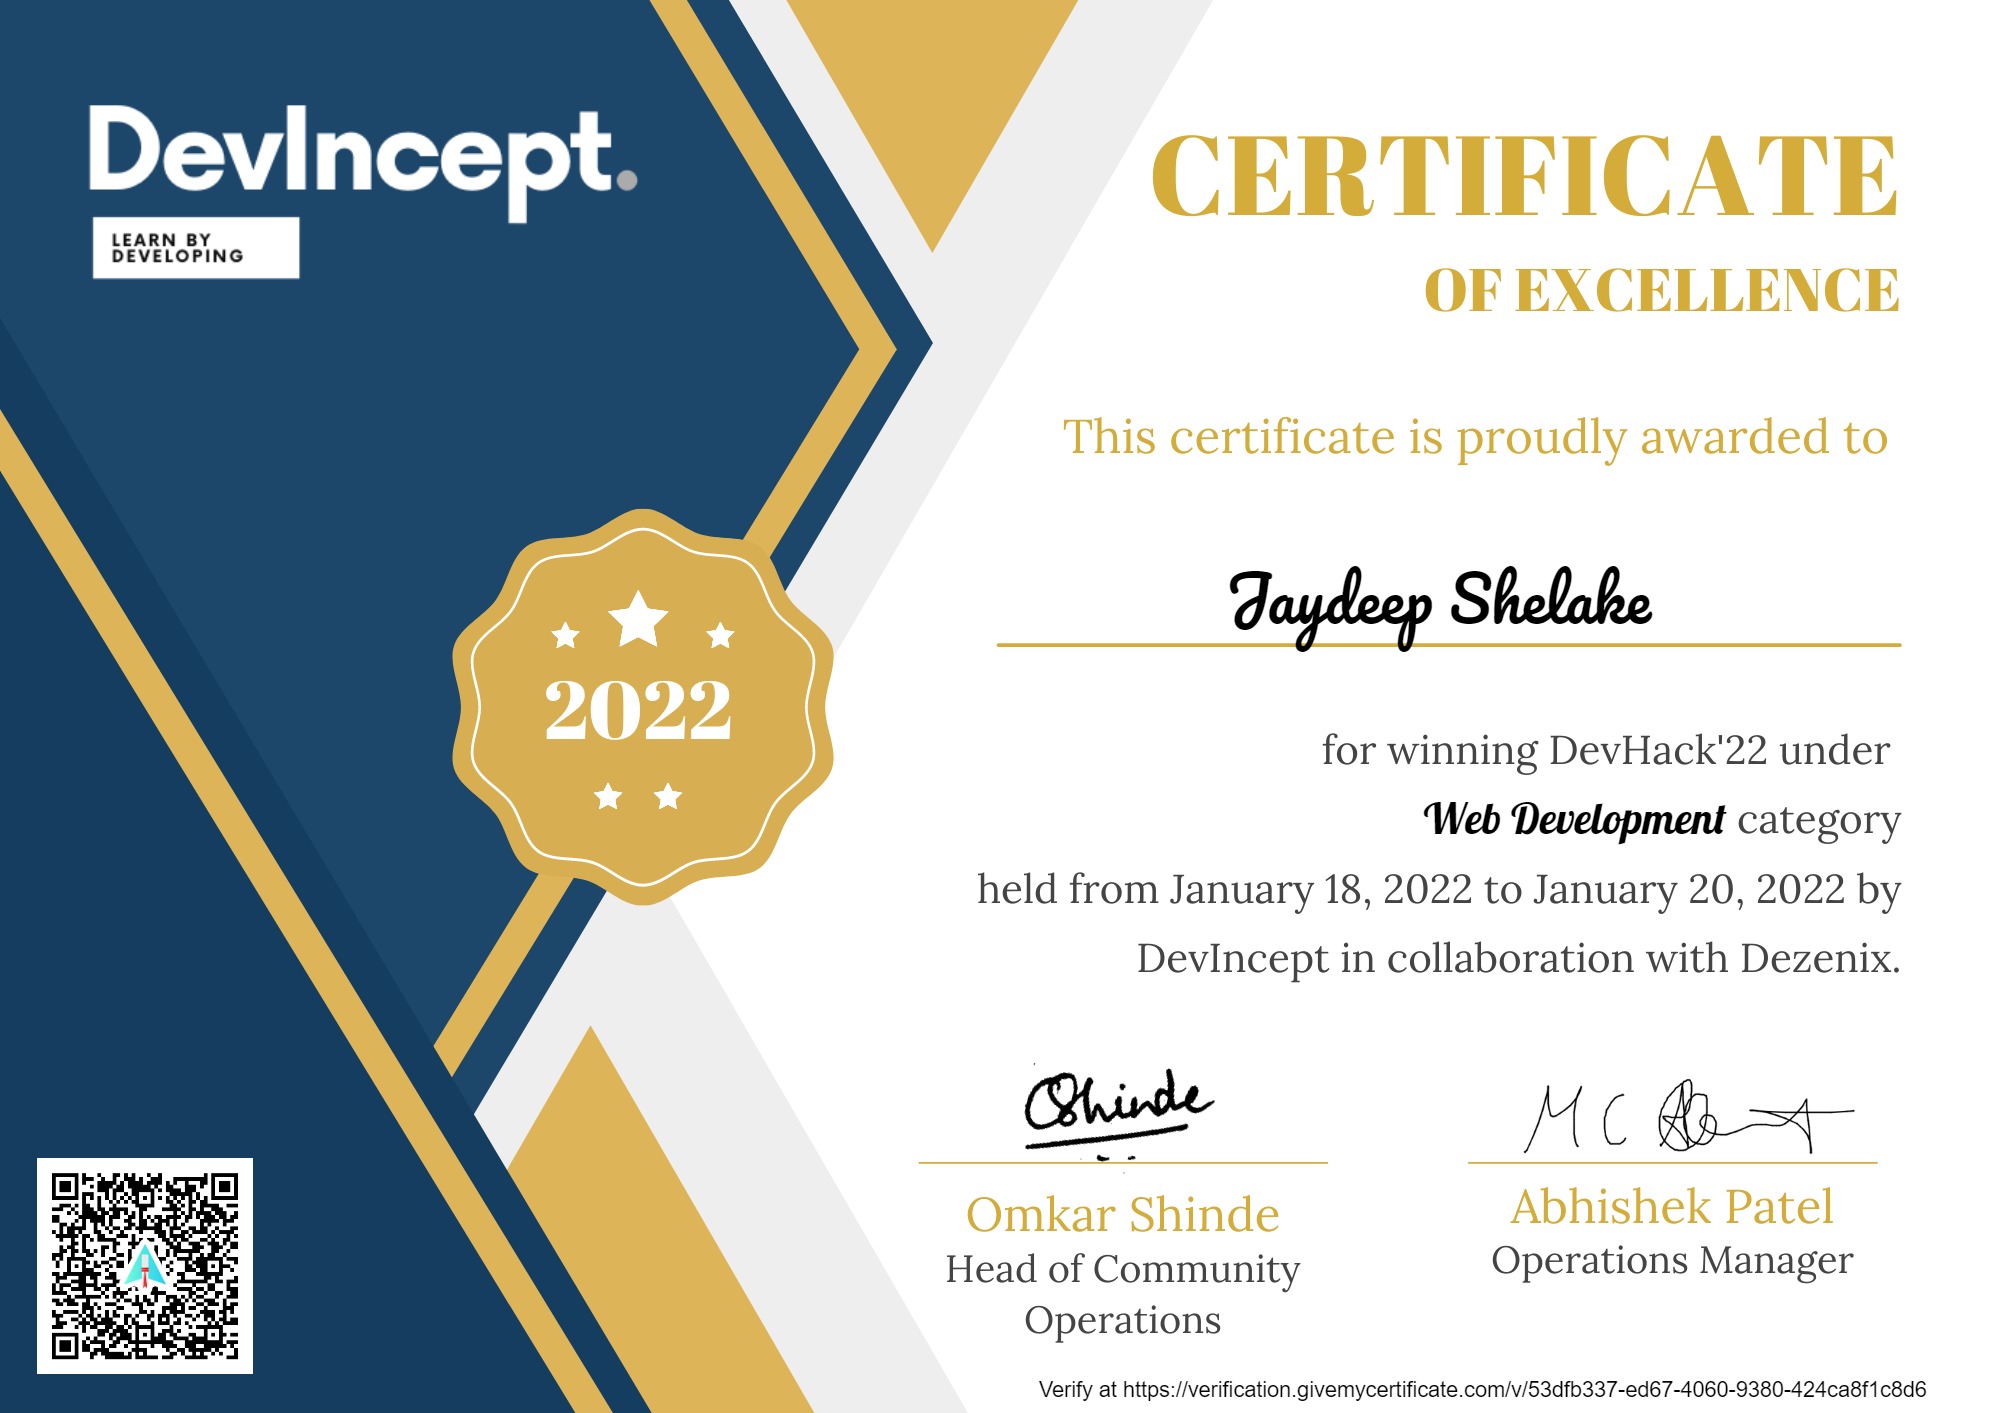 DevIncept.
LEARN BY
DEVELOPING
CERTIFICATE
OF EXCELLENCE
This certificate is proudly awarded to
Jaydeep Shelake
2022
for winning DevHack'22 under
Web Development category
held from January 18, 2022 to January 20, 2022 by
DevIncept in collaboration with Dezenix.
OShinde
Omkar Shinde
Head of Community
Operations
Abhishek Patel
Operations Manager
Verify at https://verification.givemycertificate.com/v/53dfb337-ed67-4060-9380-424ca8f1c8d6